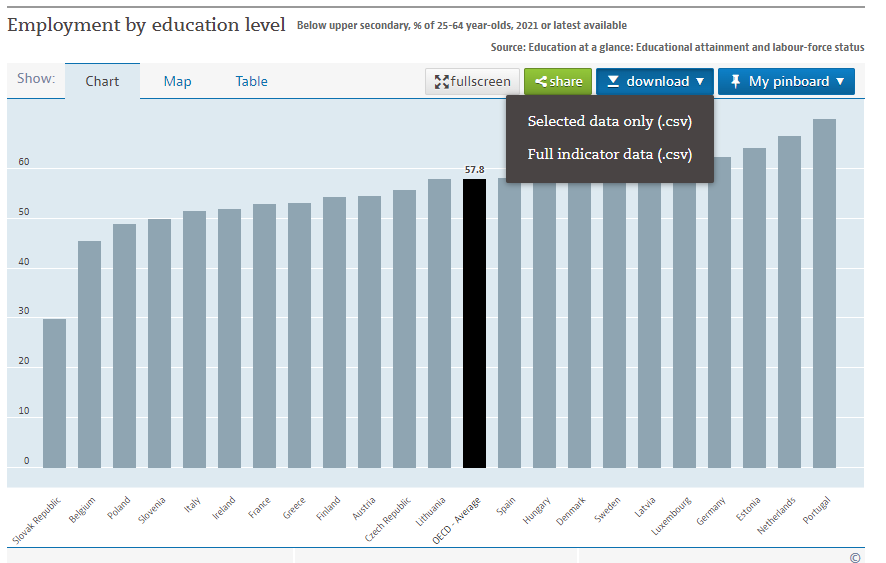 Employment by education level Below upper secondary, % of 25-64 year-olds, 2021 or latest available
Source: Education at a glance: Educational attainment and labour-force status
Show: Chart Map Table fullscreen share download My pinboard
Selected data only (.csv)
Full indicator data (.csv)
57.8
60
50
40
30
20
10
0
Slovak Republic
Belgium
Poland
Slovenia
Italy
Ireland
France
Greece
Finland
Austria
Czech Republic
Lithuania
OECD - Average
Spain
Hungary
Denmark
Sweden
Latvia
Luxembourg
Germany
Estonia
Netherlands
Portugal
©